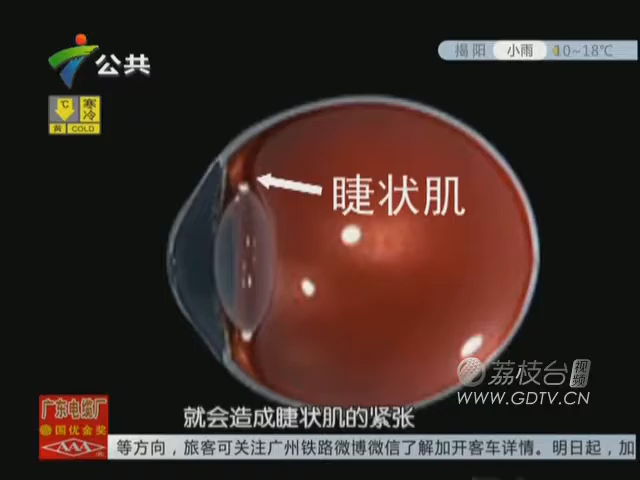 公共
揭阳 小雨 10~18℃
℃ 寒冷
黄 COLD
睫状肌
荔枝台 视频
WWW.GDTV.CN
就会造成睫状肌的紧张
广东电缆厂
国优金奖
等方向，旅客可关注广州铁路微博微信了解加开客车详情。明日起，加